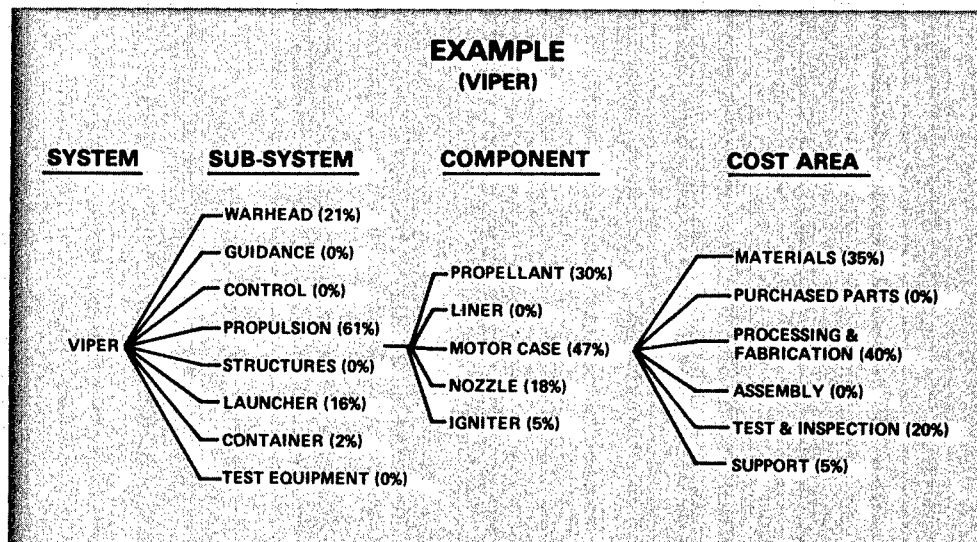 EXAMPLE
(VIPER)
SYSTEM
SUB-SYSTEM
COMPONENT
COST AREA
VIPER
WARHEAD (21%)
GUIDANCE (0%)
CONTROL (0%)
PROPULSION (61%)
STRUCTURES (0%)
LAUNCHER (16%)
CONTAINER (2%)
TEST EQUIPMENT (0%)
PROPELLANT (30%)
LINER (0%)
MOTOR CASE (47%)
NOZZLE (18%)
IGNITER (5%)
MATERIALS (35%)
PURCHASED PARTS (0%)
PROCESSING &
FABRICATION (40%)
ASSEMBLY (0%)
TEST & INSPECTION (20%)
SUPPORT (5%)